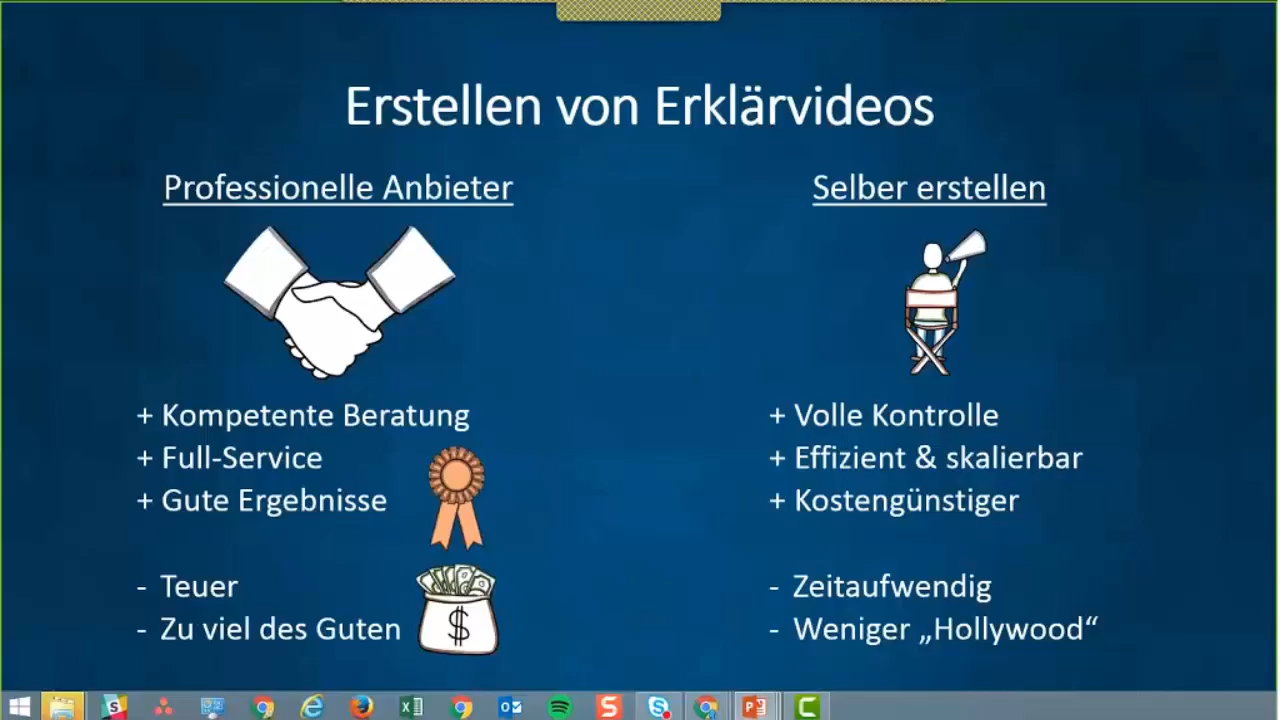 Erstellen von Erklärvideos
Professionelle Anbieter
+ Kompetente Beratung
+ Full-Service
+ Gute Ergebnisse
- Teuer
- Zu viel des Guten
$
Selber erstellen
+ Volle Kontrolle
+ Effizient & skalierbar
+ Kostengünstiger
- Zeitaufwendig
- Weniger „Hollywood“